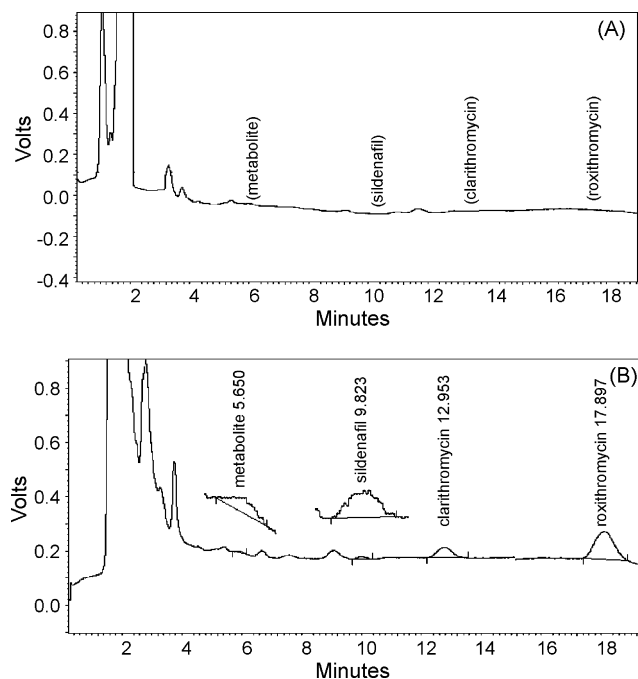 (A)
Volts
0.8
0.6
0.4
0.2
0.0
-0.2
-0.4
(metabolite)
(sildenafil)
(clarithromycin)
(roxithromycin)
2 4 6 8 10 12 14 16 18
Minutes
(B)
Volts
0.8
0.6
0.4
0.2
0.0
metabolite 5.650
sildenafil 9.823
clarithromycin 12.953
roxithromycin 17.897
2 4 6 8 10 12 14 16 18
Minutes